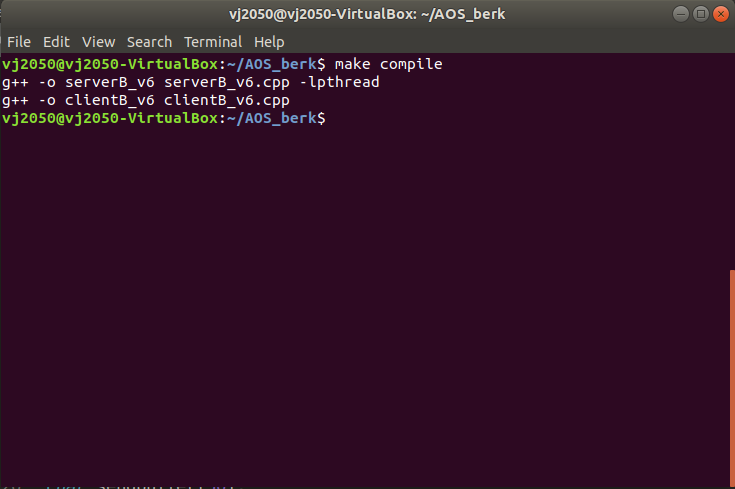 vj2050@vj2050-VirtualBox: ~/AOS_berk
File Edit View Search Terminal Help
vj2050@vj2050-VirtualBox:~/AOS_berk$ make compile
g++ -o serverB_v6 serverB_v6.cpp -lpthread
g++ -o clientB_v6 clientB_v6.cpp
vj2050@vj2050-VirtualBox:~/AOS_berk$